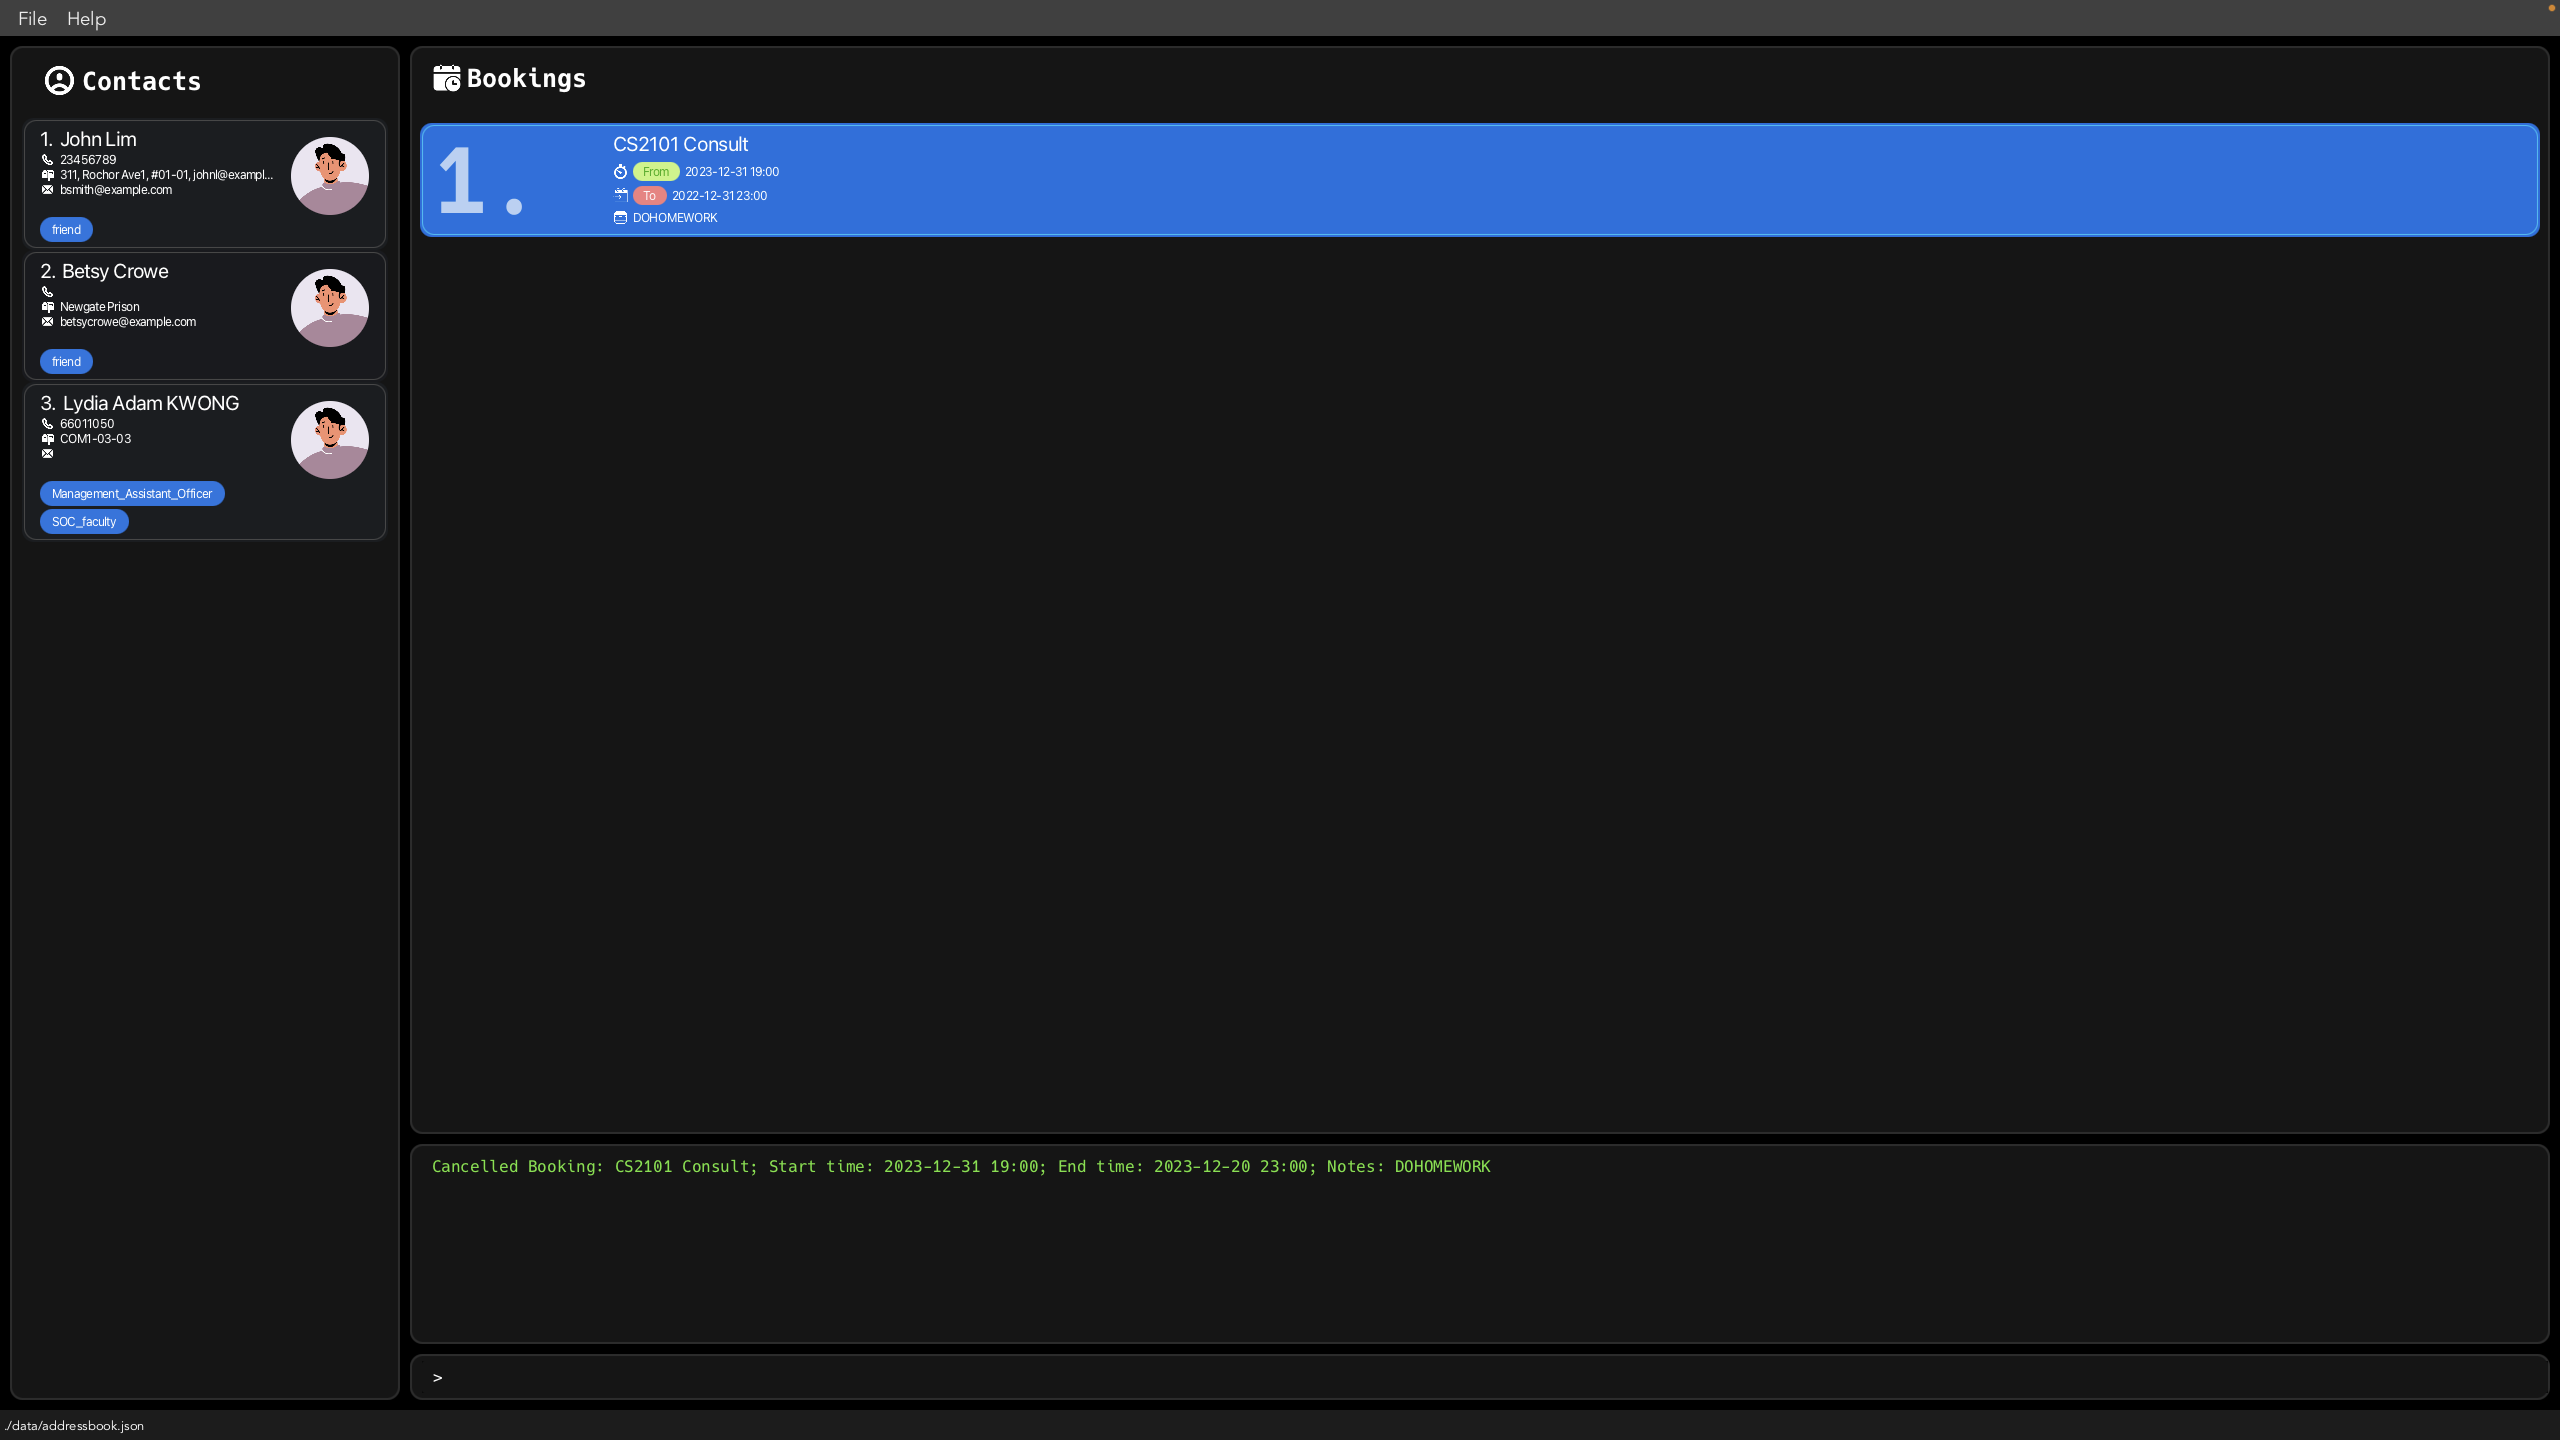 File Help
Contacts
1. John Lim
23456789
311, Rochor Ave1, #01-01, johnl@exampl...
bsmith@example.com
friend
2. Betsy Crowe
Newgate Prison
betsycrowe@example.com
friend
3. Lydia Adam KWONG
66011050
COM1-03-03
Management_Assistant_Officer
SOC_faculty
Bookings
1.
CS2101 Consult
From 2023-12-31 19:00
To 2022-12-31 23:00
DOHOMEWORK
Cancelled Booking: CS2101 Consult; Start time: 2023-12-31 19:00; End time: 2023-12-20 23:00; Notes: DOHOMEWORK
>
./data/addressbook.json